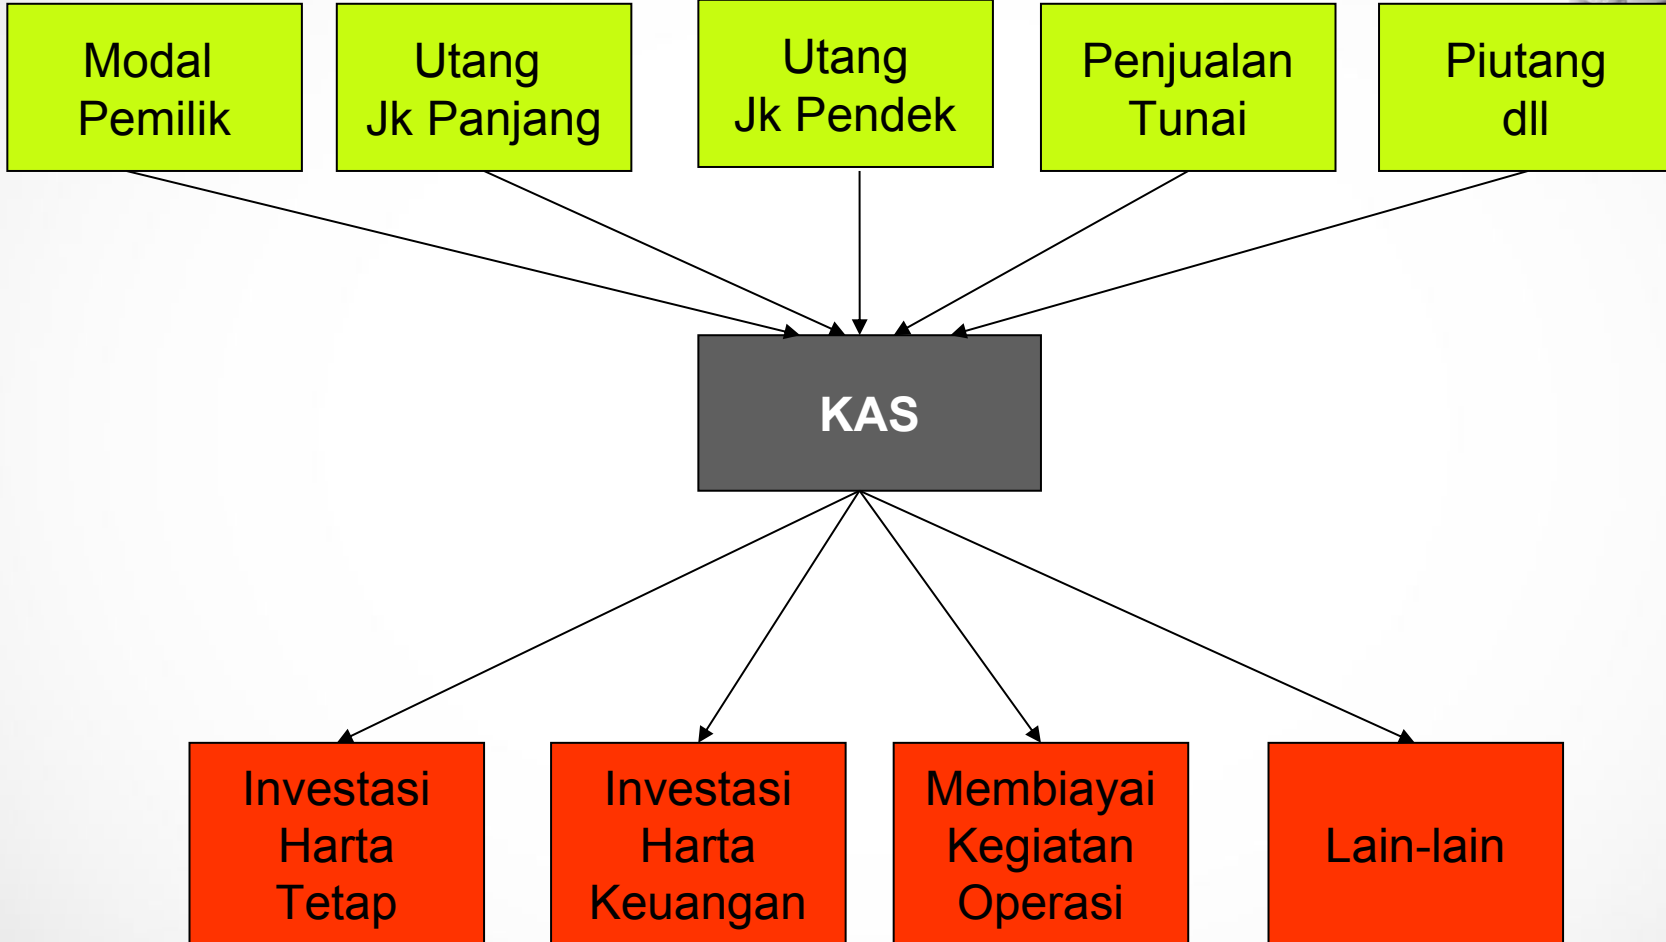 Modal
Pemilik
Utang
Jk Panjang
Utang
Jk Pendek
Penjualan
Tunai
Piutang
dll
KAS
Investasi
Harta
Tetap
Investasi
Harta
Keuangan
Membiayai
Kegiatan
Operasi
Lain-lain